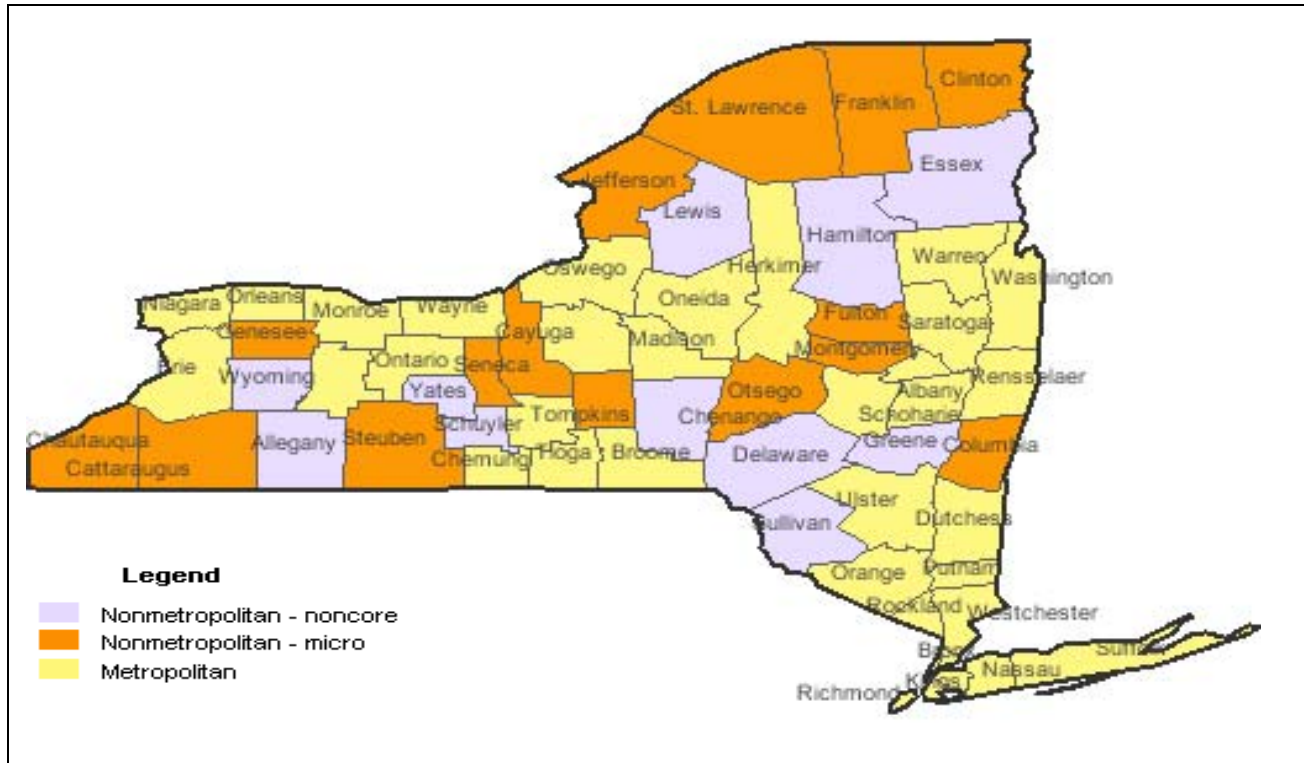 Clinton
St. Lawrence
Franklin
Essex
Jefferson
Lewis
Hamilton
Warren
Herkimer
Oswego
Washington
Oneida
Niagara
Orleans
Monroe
Wayne
Fulton
Saratoga
Genesee
Cayuga
Madison
Montgomery
Ontario
Seneca
Erie
Wyoming
Rensselaer
Yates
Otsego
Albany
Tompkins
Chenango
Schoharie
Schuyler
Chautauqua
Allegany
Steuben
Greene
Columbia
Cattaraugus
Chemung
Broome
Delaware
Ulster
Dutchess
Sullivan
Putnam
Orange
Rockland
Westchester
Bronx
Suffolk
Nassau
Kings
Richmond
Legend
Nonmetropolitan - noncore
Nonmetropolitan - micro
Metropolitan